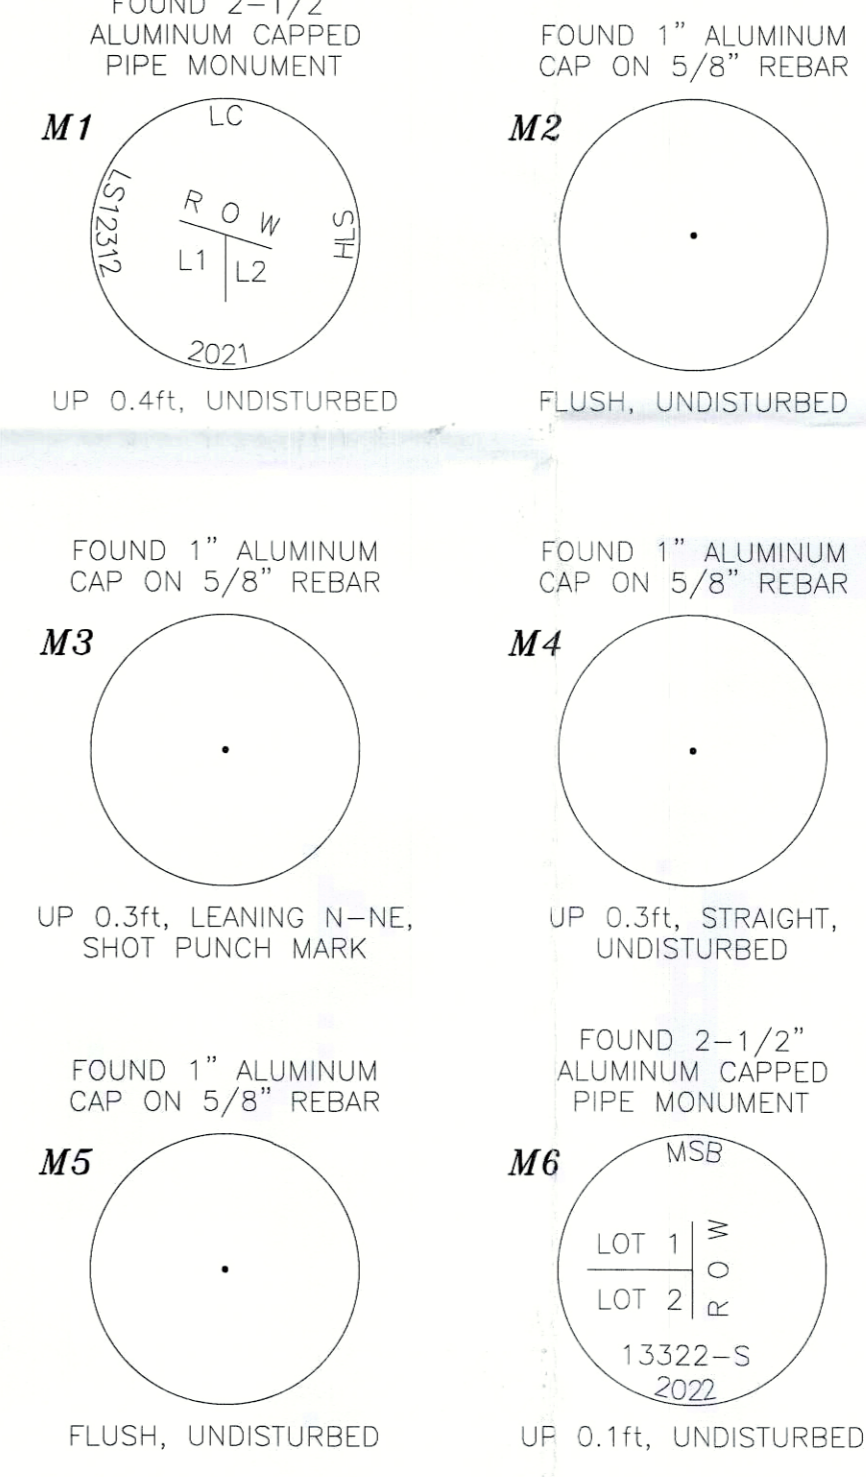 FOUND 2-1/2"
ALUMINUM CAPPED
PIPE MONUMENT
M1
LC
LS12312
R O W
L1 L2
HLS
2021
UP 0.4ft, UNDISTURBED
FOUND 1" ALUMINUM
CAP ON 5/8" REBAR
M2
FLUSH, UNDISTURBED
FOUND 1" ALUMINUM
CAP ON 5/8" REBAR
M3
UP 0.3ft, LEANING N-NE,
SHOT PUNCH MARK
FOUND 1" ALUMINUM
CAP ON 5/8" REBAR
M4
UP 0.3ft, STRAIGHT,
UNDISTURBED
FOUND 1" ALUMINUM
CAP ON 5/8" REBAR
M5
FLUSH, UNDISTURBED
FOUND 2-1/2"
ALUMINUM CAPPED
PIPE MONUMENT
M6
MSB
LOT 1
LOT 2
R O W
13322-S
2022
UP 0.1ft, UNDISTURBED